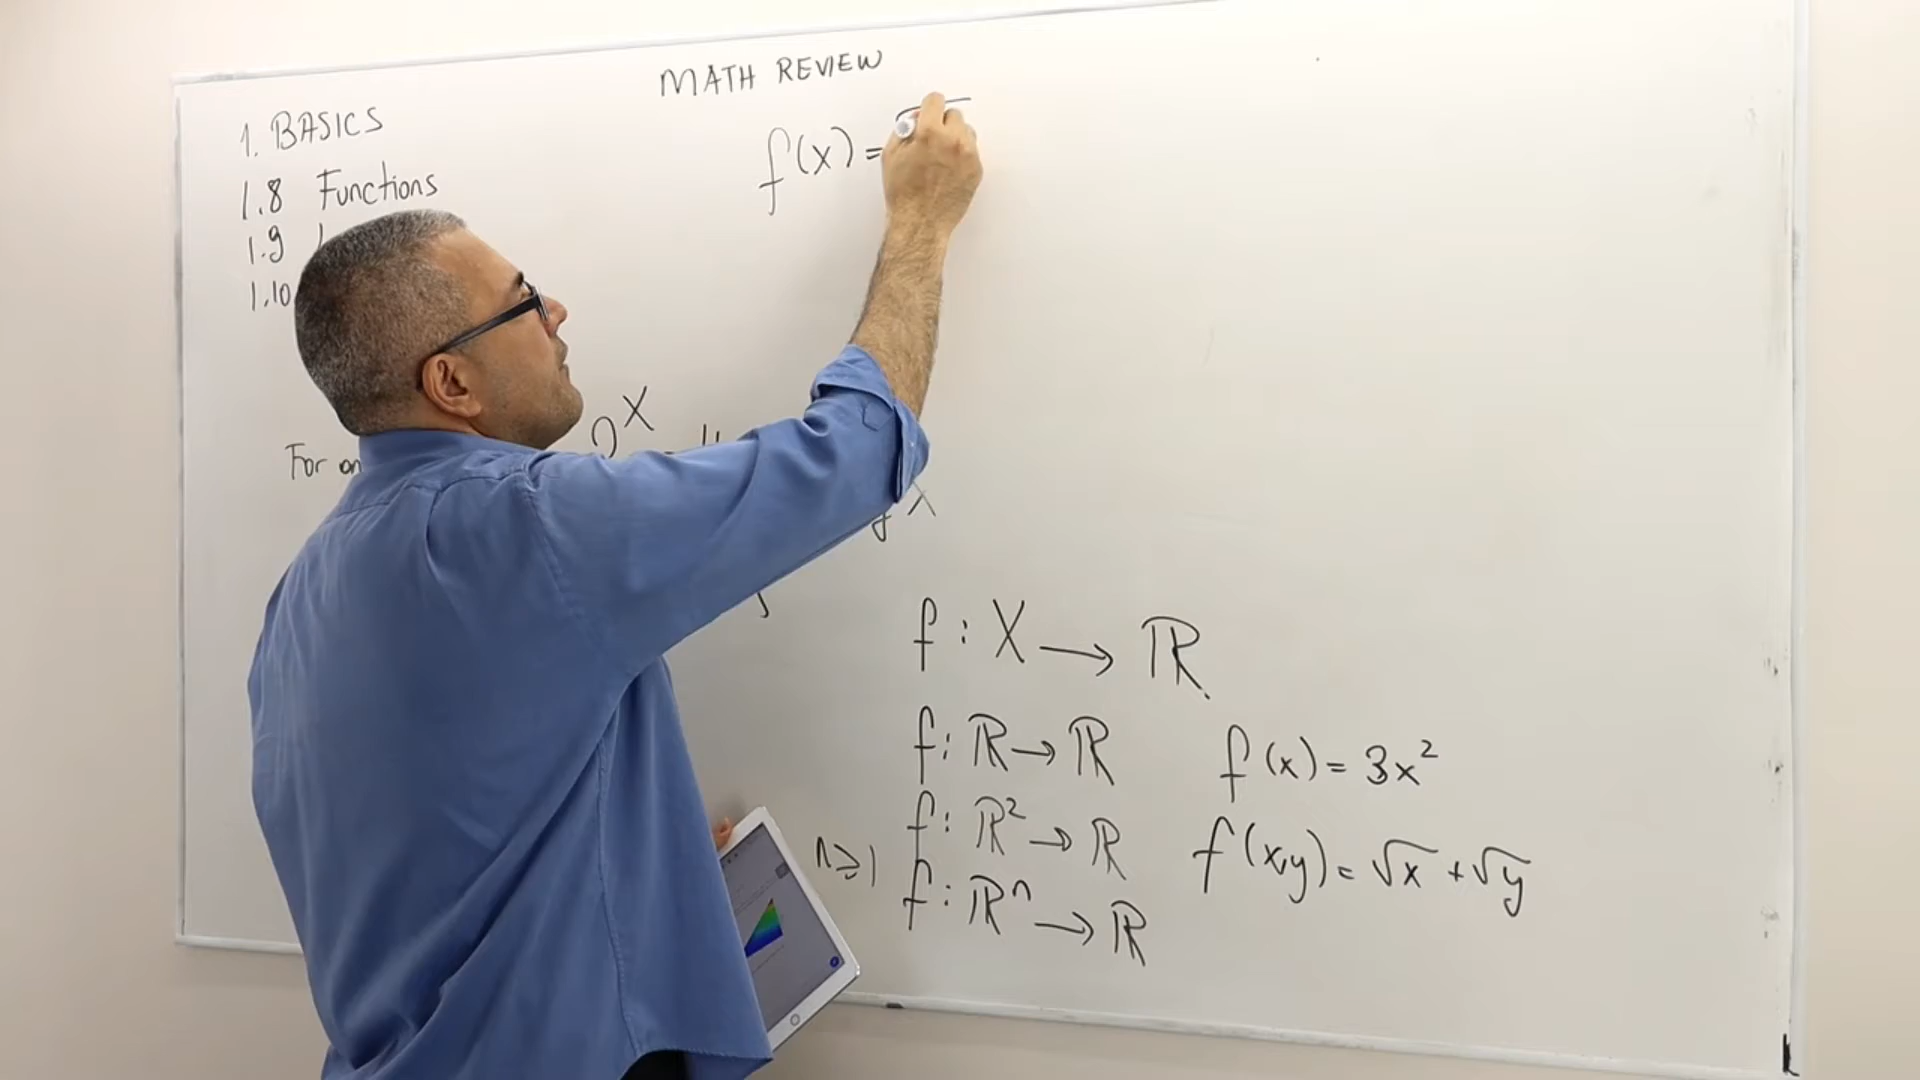 MATH REVIEW
1. BASICS
f(x) =
1.8 Functions
1.9
1.10
x
For
x
f : X → ℝ
f : ℝ → ℝ f(x) = 3x²
f : ℝ² → ℝ f(x,y) = √x + √y
n ≥ 1 f : ℝⁿ → ℝ